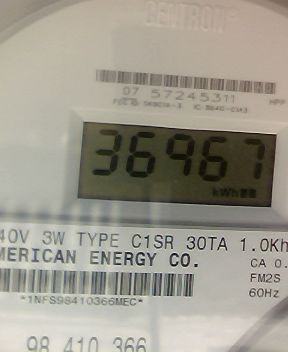 CENTRON
07 57245311
HPP
36967
kWh
40V 3W TYPE C1SR 30TA 1.0Kh
MERICAN ENERGY CO.
CA 0.
FM2S
*1NFS98410366MEC*
60Hz
98 410 366